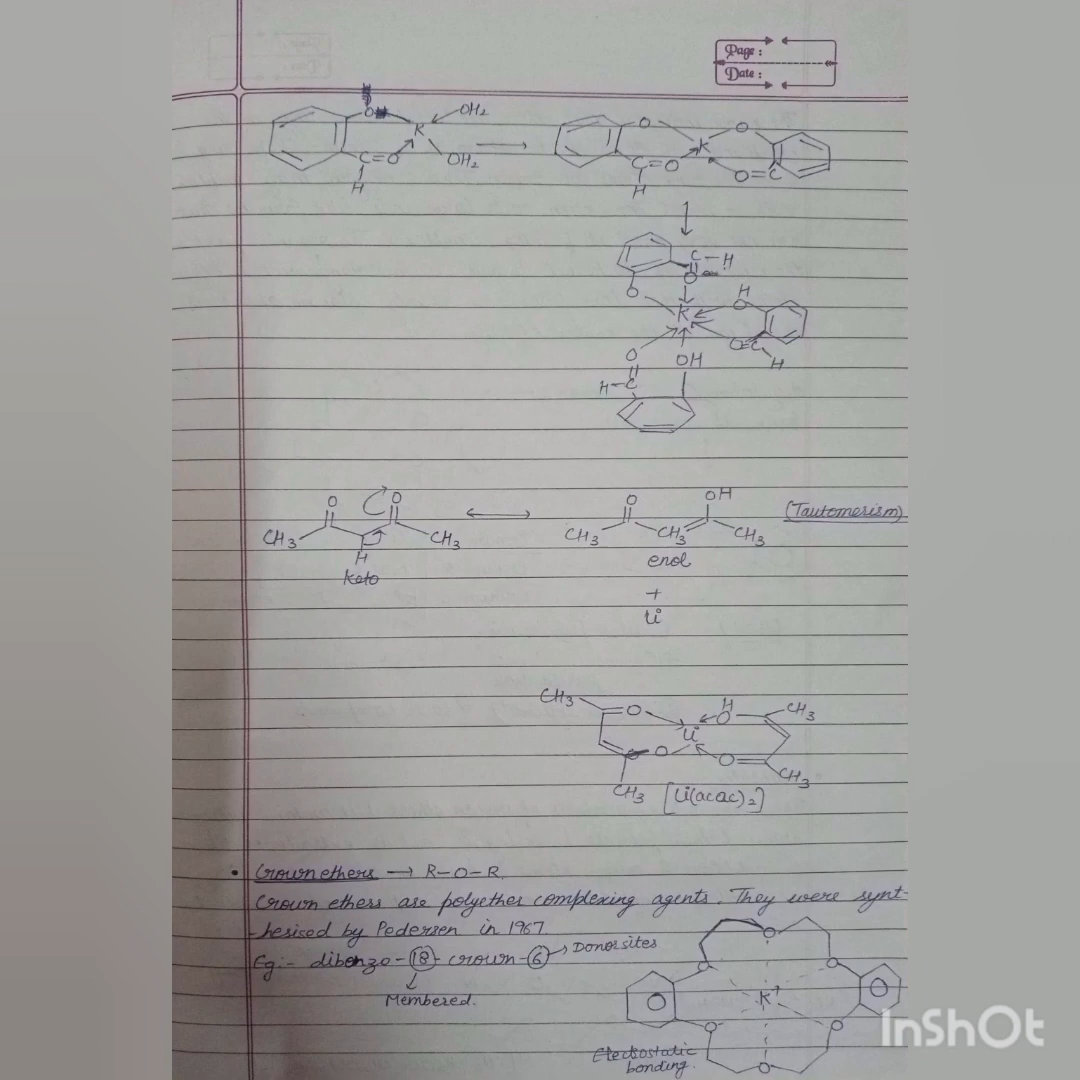 Page :
Date :
O K OH2
C=O OH2
H
O K O
C=O O=C
H
C-H
O
O
K
H
O
O=C
H
O
OH
H-C
O O
CH3 H CH3
Keto
O OH
CH3 CH3 CH3
enol
(Tautomerism)
+
Li
CH3
O
H
O
CH3
Li
O
O
CH3
CH3
[Li(acac)2]
• Crown ethers → R-O-R.
Crown ethers are polyether complexing agents. They were synt-
-hesised by Pedersen in 1967.
Eg:- dibenzo-18-crown-6 → Donor sites
Membered.
O
O O
O K+ O
O O
O
Electrostatic
bonding.
InShOt